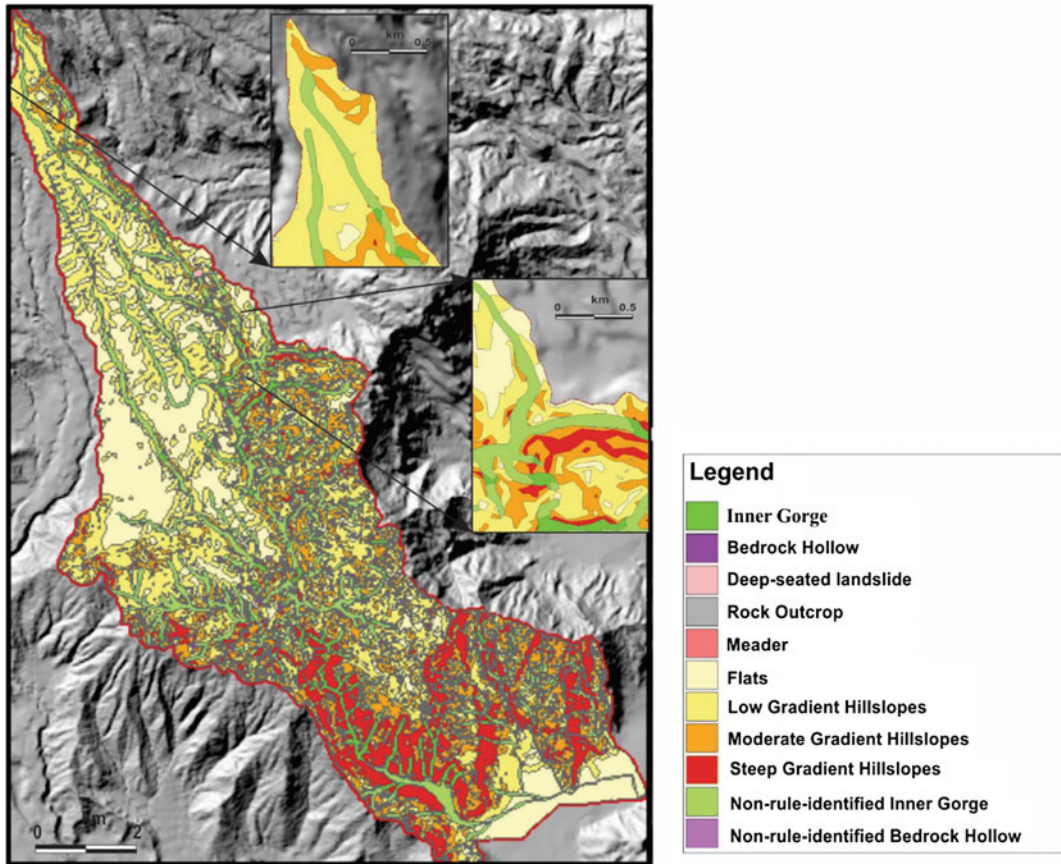 km
0 0.5
km
0 0.5
0 2
Legend
Inner Gorge
Bedrock Hollow
Deep-seated landslide
Rock Outcrop
Meader
Flats
Low Gradient Hillslopes
Moderate Gradient Hillslopes
Steep Gradient Hillslopes
Non-rule-identified Inner Gorge
Non-rule-identified Bedrock Hollow